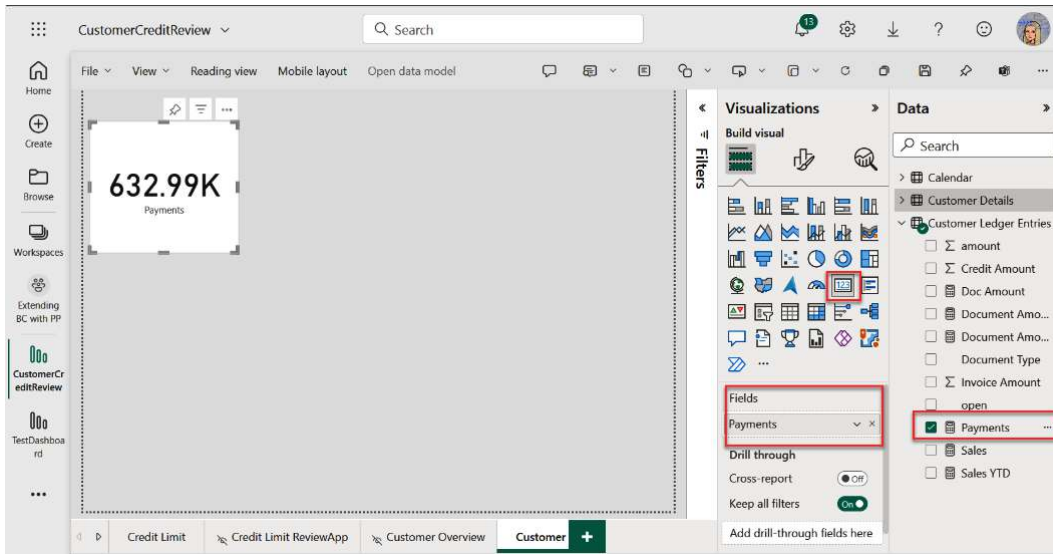 CustomerCreditReview
Search
13
?
Home
Create
Browse
Workspaces
Extending
BC with PP
CustomerCr
editReview
TestDashboa
rd
File
View
Reading view
Mobile layout
Open data model
632.99K
Payments
Filters
Visualizations
Build visual
123
Fields
Payments
Drill through
Cross-report
Off
Keep all filters
On
Add drill-through fields here
Data
Search
Calendar
Customer Details
Customer Ledger Entries
∑ amount
∑ Credit Amount
Doc Amount
Document Amo...
Document Amo...
Document Type
∑ Invoice Amount
open
Payments
Sales
Sales YTD
Credit Limit
Credit Limit ReviewApp
Customer Overview
Customer
+